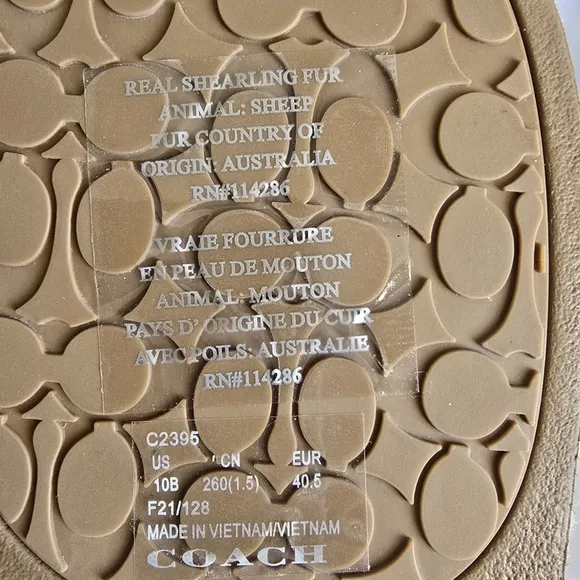 REAL SHEARLING FUR
ANIMAL: SHEEP
FUR COUNTRY OF
ORIGIN: AUSTRALIA
RN#114286
VRAIE FOURRURE
EN PEAU DE MOUTON
ANIMAL: MOUTON
PAYS D' ORIGINE DU CUIR
AVEC POILS: AUSTRALIE
RN#114286
C2395
US CN EUR
10B 260(1.5) 40.5
F21/128
MADE IN VIETNAM/VIETNAM
COACH